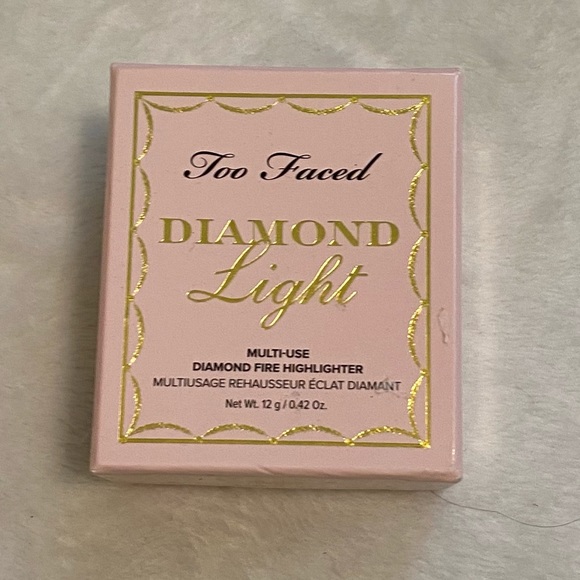 Too Faced
DIAMOND
Light
MULTI-USE
DIAMOND FIRE HIGHLIGHTER
MULTIUSAGE REHAUSSEUR ÉCLAT DIAMANT
Net Wt. 12 g / 0.42 Oz.